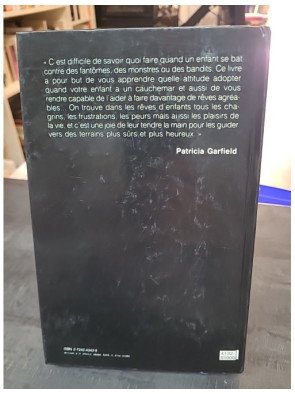 « C'est difficile de savoir quoi faire quand un enfant se bat
contre des fantômes, des monstres ou des bandits. Ce livre
a pour but de vous apprendre quelle attitude adopter
quand votre enfant a un cauchemar et aussi de vous
rendre capable de l'aider à faire davantage de rêves agréa-
bles... On trouve dans les rêves d'enfants tous les cha-
grins, les frustrations, les peurs mais aussi les plaisirs de
la vie, et c'est une joie de leur tendre la main pour les guider
vers des terrains plus sûrs et plus heureux. »
Patricia Garfield